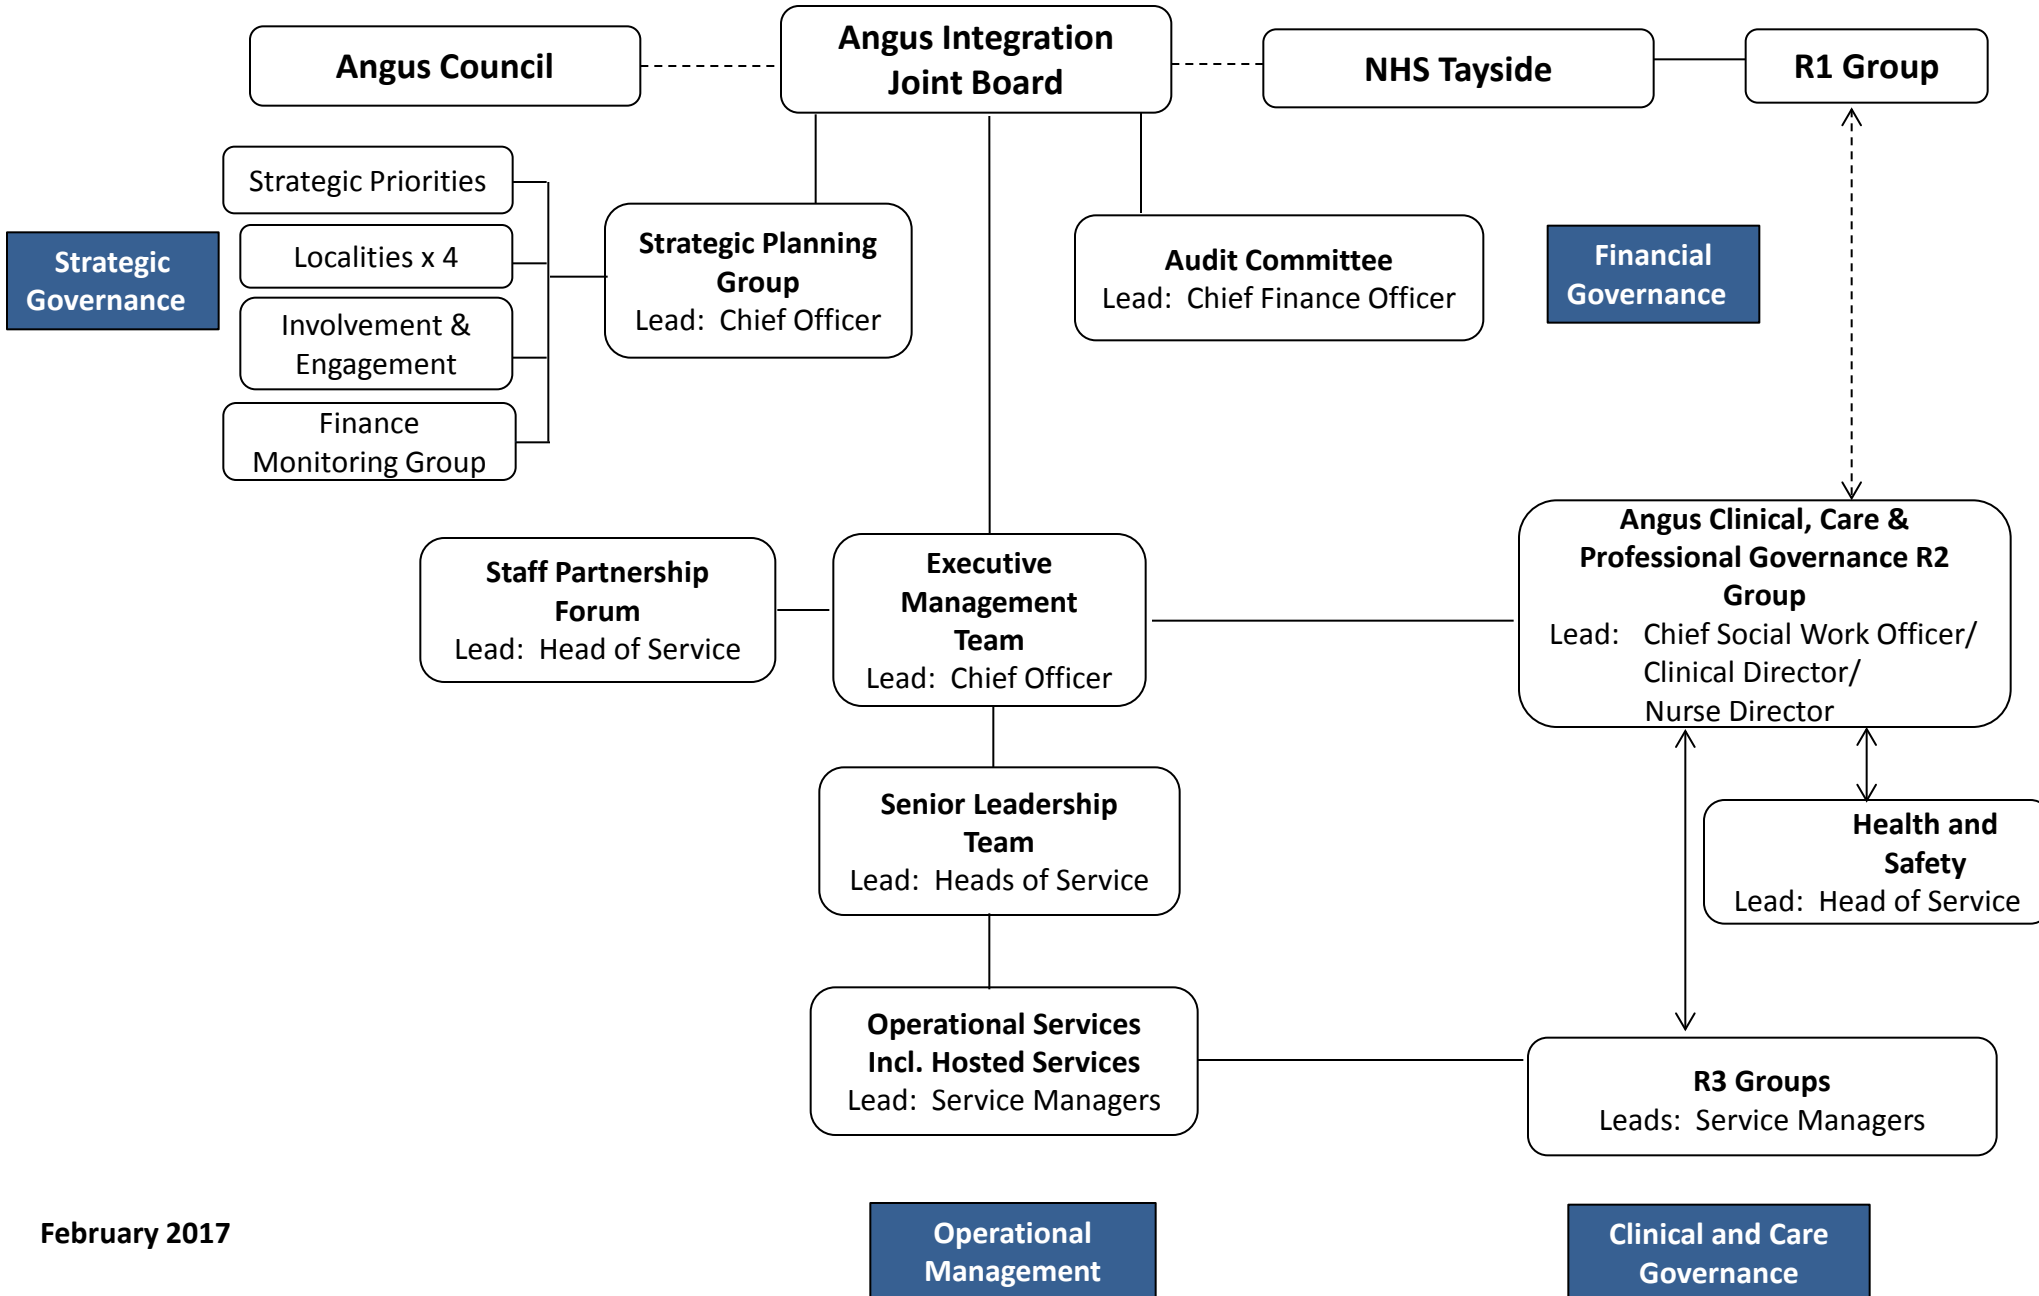 Angus Council
Angus Integration
Joint Board
NHS Tayside
R1 Group
Strategic Priorities
Localities x 4
Involvement &
Engagement
Finance
Monitoring Group
Strategic
Governance
Strategic Planning
Group
Lead: Chief Officer
Audit Committee
Lead: Chief Finance Officer
Financial
Governance
Staff Partnership
Forum
Lead: Head of Service
Executive
Management
Team
Lead: Chief Officer
Angus Clinical, Care &
Professional Governance R2
Group
Lead: Chief Social Work Officer/
Clinical Director/
Nurse Director
Senior Leadership
Team
Lead: Heads of Service
Health and
Safety
Lead: Head of Service
Operational Services
Incl. Hosted Services
Lead: Service Managers
R3 Groups
Leads: Service Managers
February 2017
Operational
Management
Clinical and Care
Governance